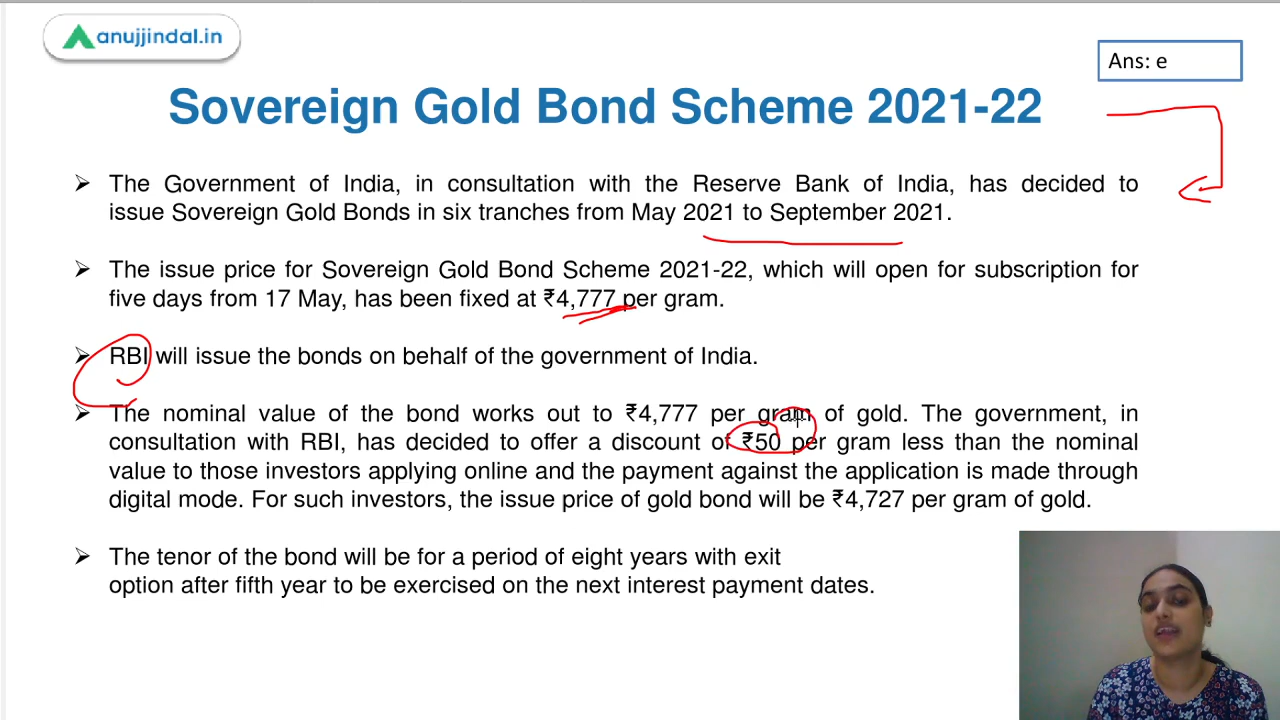 anujjindal.in
Ans: e
Sovereign Gold Bond Scheme 2021-22
➢ The Government of India, in consultation with the Reserve Bank of India, has decided to
issue Sovereign Gold Bonds in six tranches from May 2021 to September 2021.
➢ The issue price for Sovereign Gold Bond Scheme 2021-22, which will open for subscription for
five days from 17 May, has been fixed at ₹4,777 per gram.
➢ RBI will issue the bonds on behalf of the government of India.
➢ The nominal value of the bond works out to ₹4,777 per gram of gold. The government, in
consultation with RBI, has decided to offer a discount of ₹50 per gram less than the nominal
value to those investors applying online and the payment against the application is made through
digital mode. For such investors, the issue price of gold bond will be ₹4,727 per gram of gold.
➢ The tenor of the bond will be for a period of eight years with exit
option after fifth year to be exercised on the next interest payment dates.